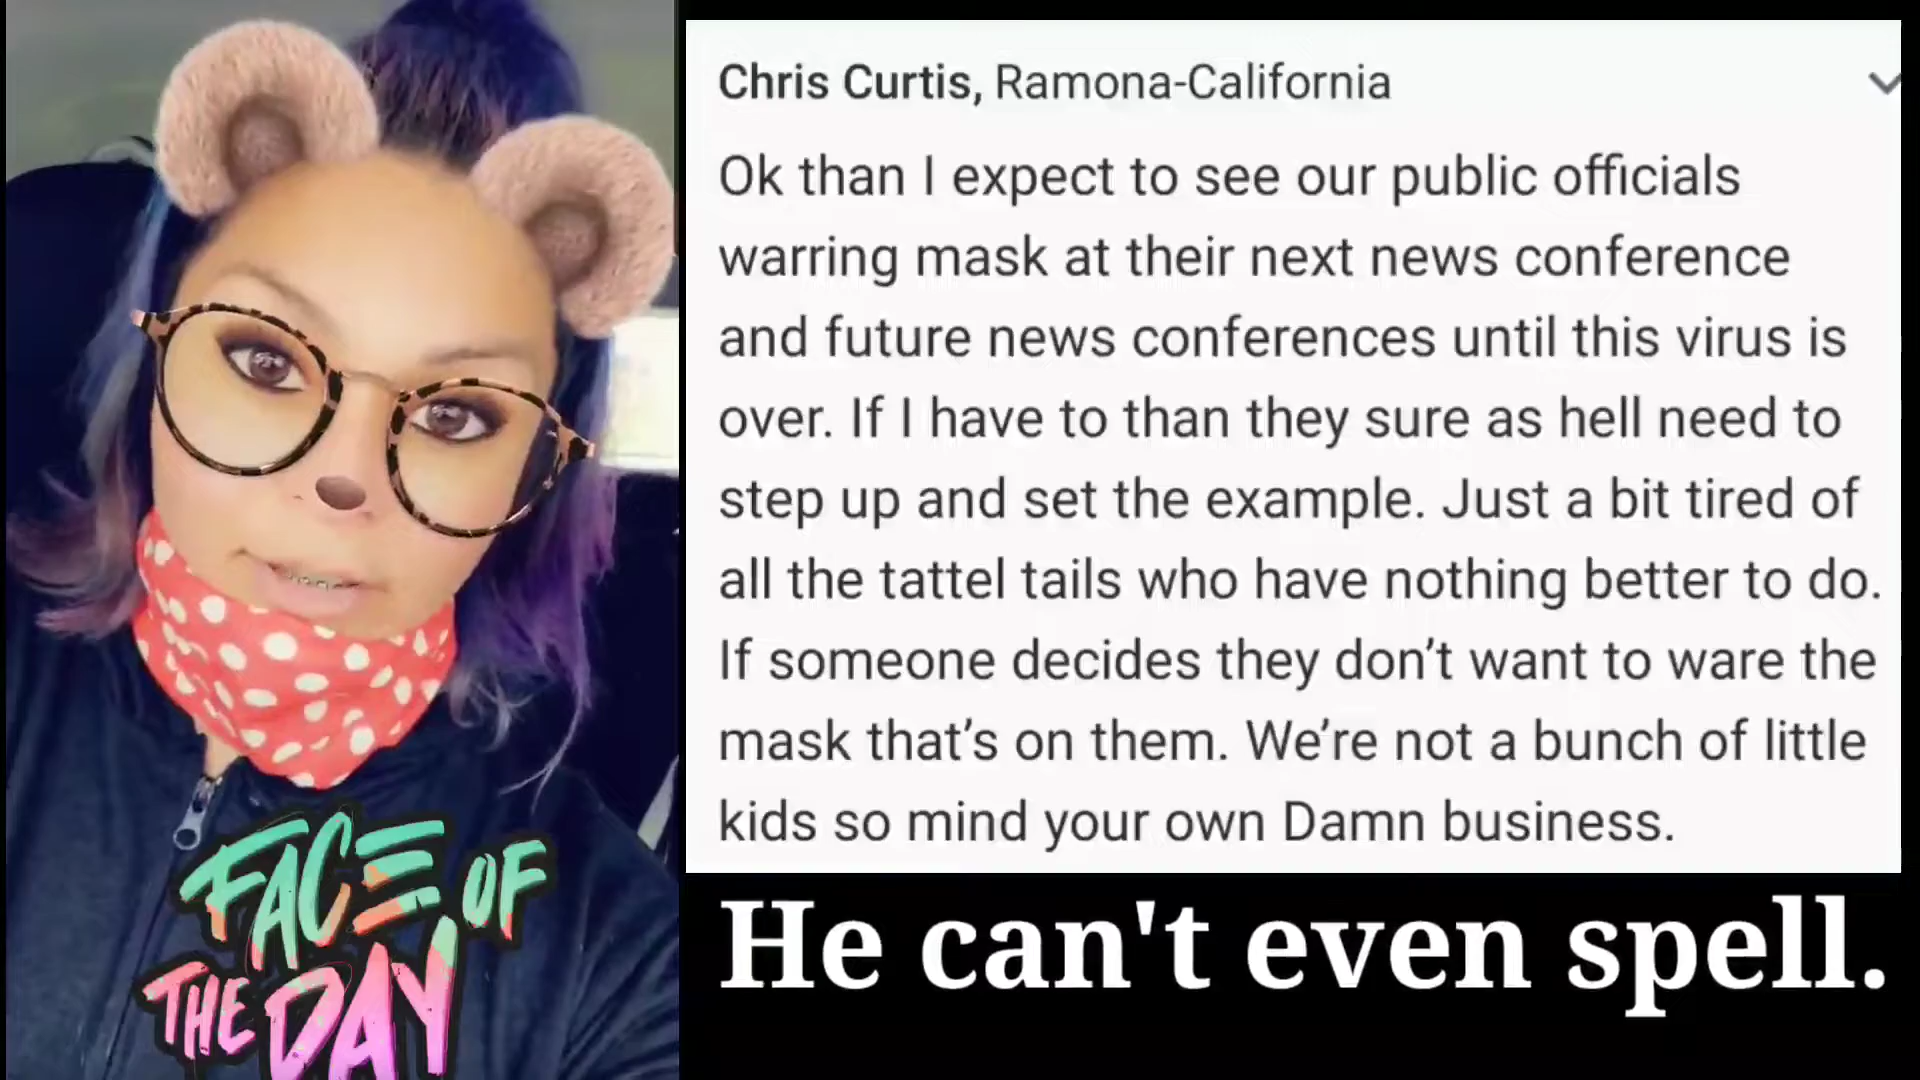 Chris Curtis, Ramona-California
Ok than I expect to see our public officials
warring mask at their next news conference
and future news conferences until this virus is
over. If I have to than they sure as hell need to
step up and set the example. Just a bit tired of
all the tattel tails who have nothing better to do.
If someone decides they don’t want to ware the
mask that’s on them. We’re not a bunch of little
kids so mind your own Damn business.
He can't even spell.
FACE OF
THE DAY